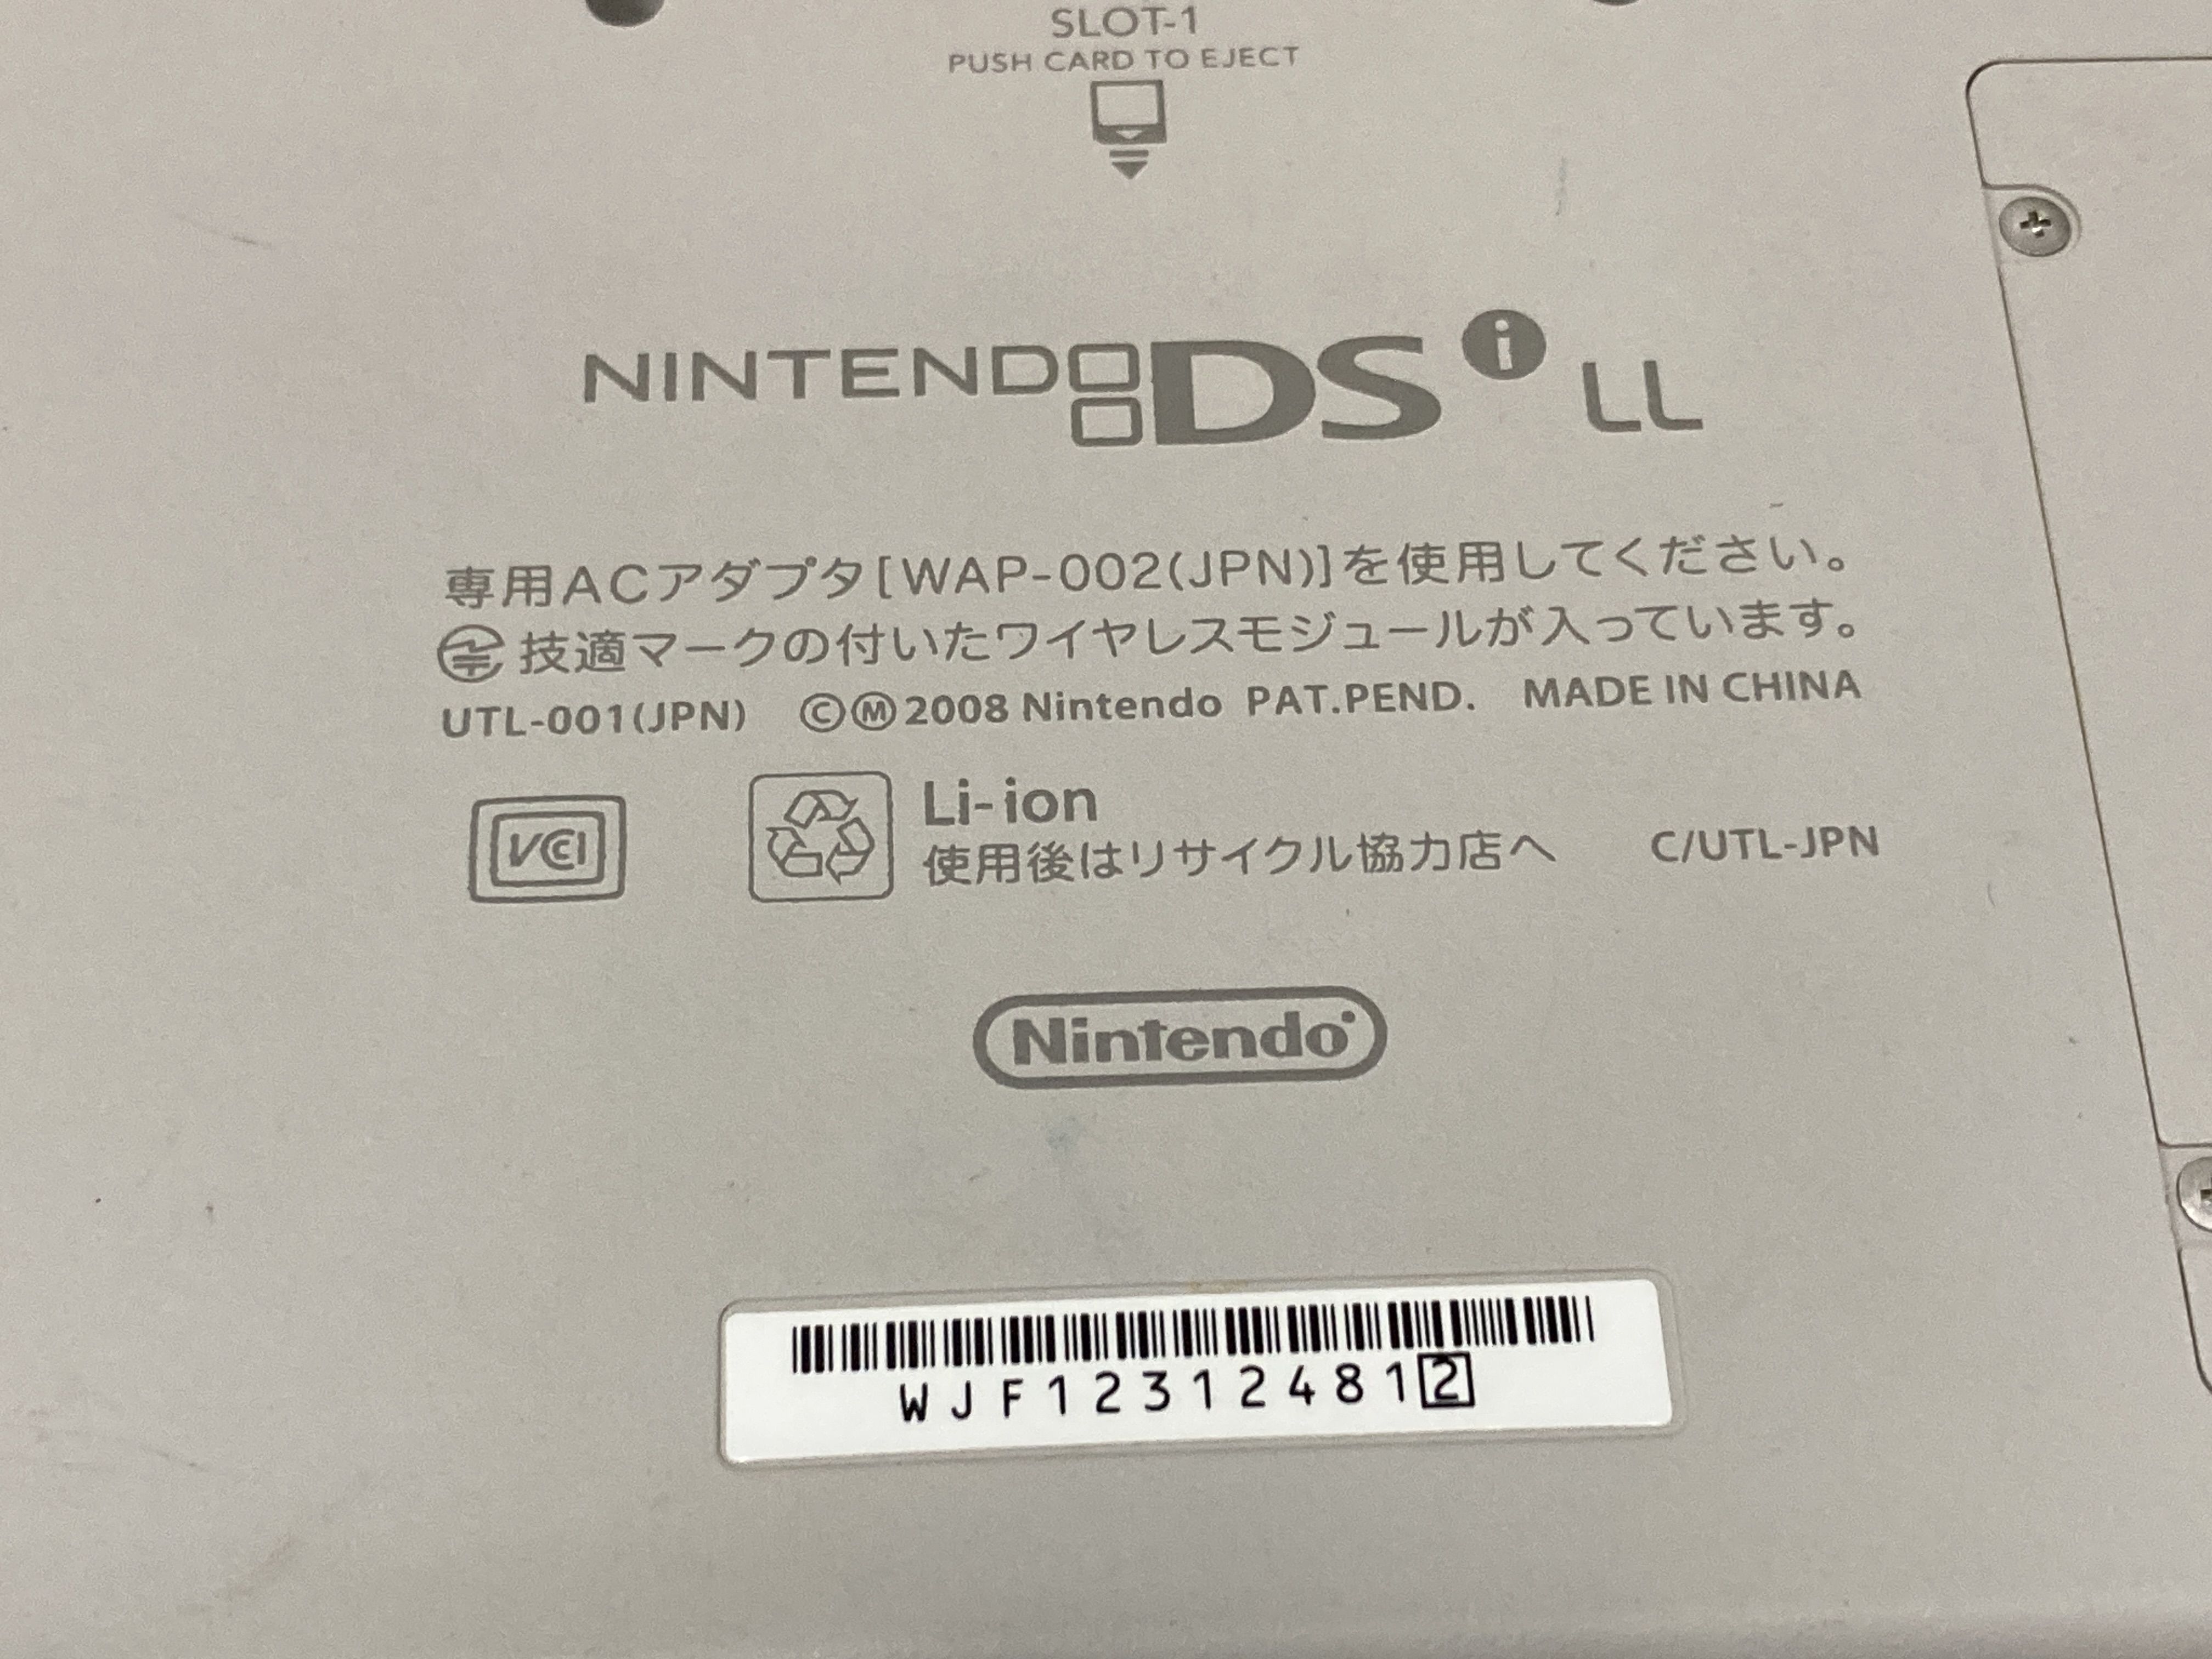 SLOT-1
PUSH CARD TO EJECT
NINTENDO DSi LL
専用ACアダプタ[WAP-002(JPN)]を使用してください。
技適マークの付いたワイヤレスモジュールが入っています。
UTL-001(JPN) ©Ⓜ2008 Nintendo PAT.PEND. MADE IN CHINA
VCI
Li-ion
使用後はリサイクル協力店へ C/UTL-JPN
Nintendo
WJF123124812